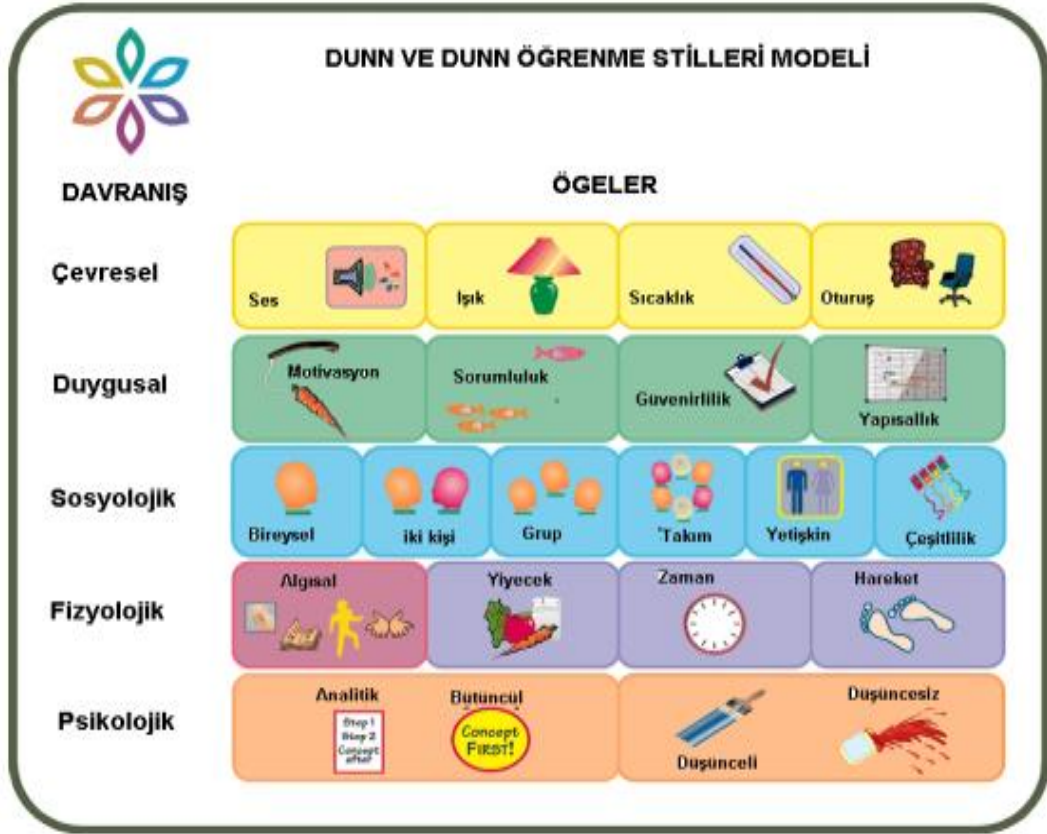 DUNN VE DUNN ÖĞRENME STİLLERİ MODELİ
DAVRANIŞ
ÖGELER
Çevresel
Ses
Işık
Sıcaklık
Oturuş
Duygusal
Motivasyon
Sorumluluk
Güvenirlilik
Yapısallık
Sosyolojik
Bireysel
iki kişi
Grup
'Takım
Yetişkin
Çeşitlilik
Fizyolojik
Algısal
Yiyecek
Zaman
Hareket
Psikolojik
Analitik
Step 1
Step 2
Concept
after
Bütüncül
Concept
FIRST!
Düşünceli
Düşüncesiz